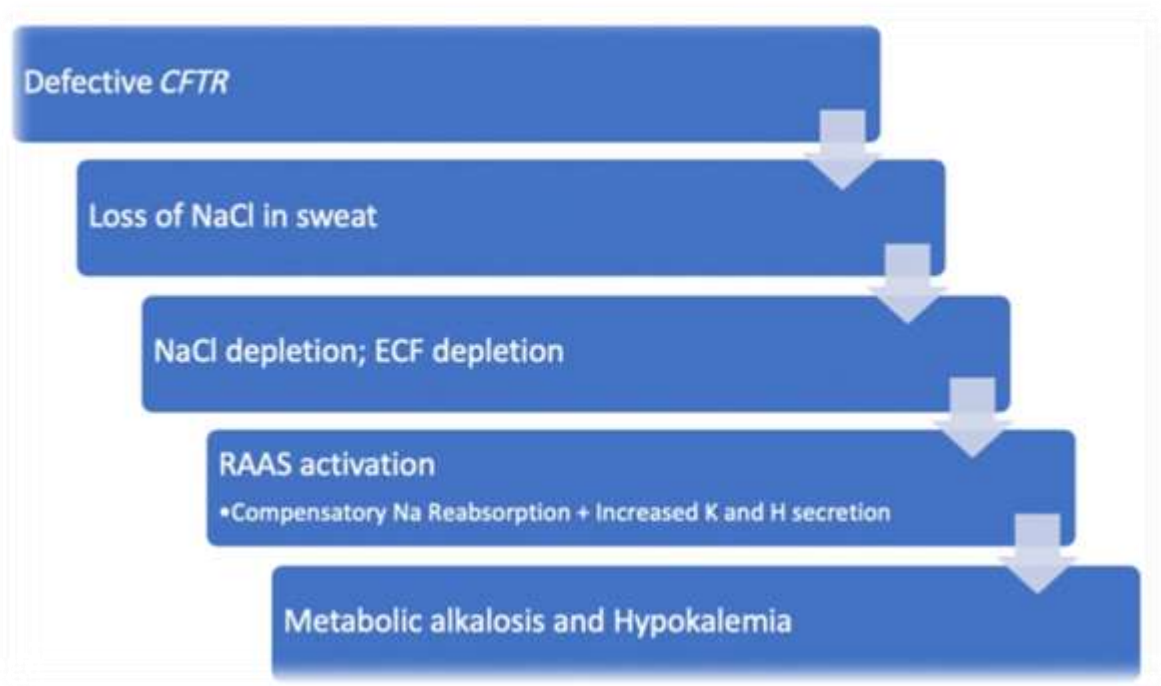 Defective CFTR
Loss of NaCl in sweat
NaCl depletion; ECF depletion
RAAS activation
•Compensatory Na Reabsorption + Increased K and H secretion
Metabolic alkalosis and Hypokalemia